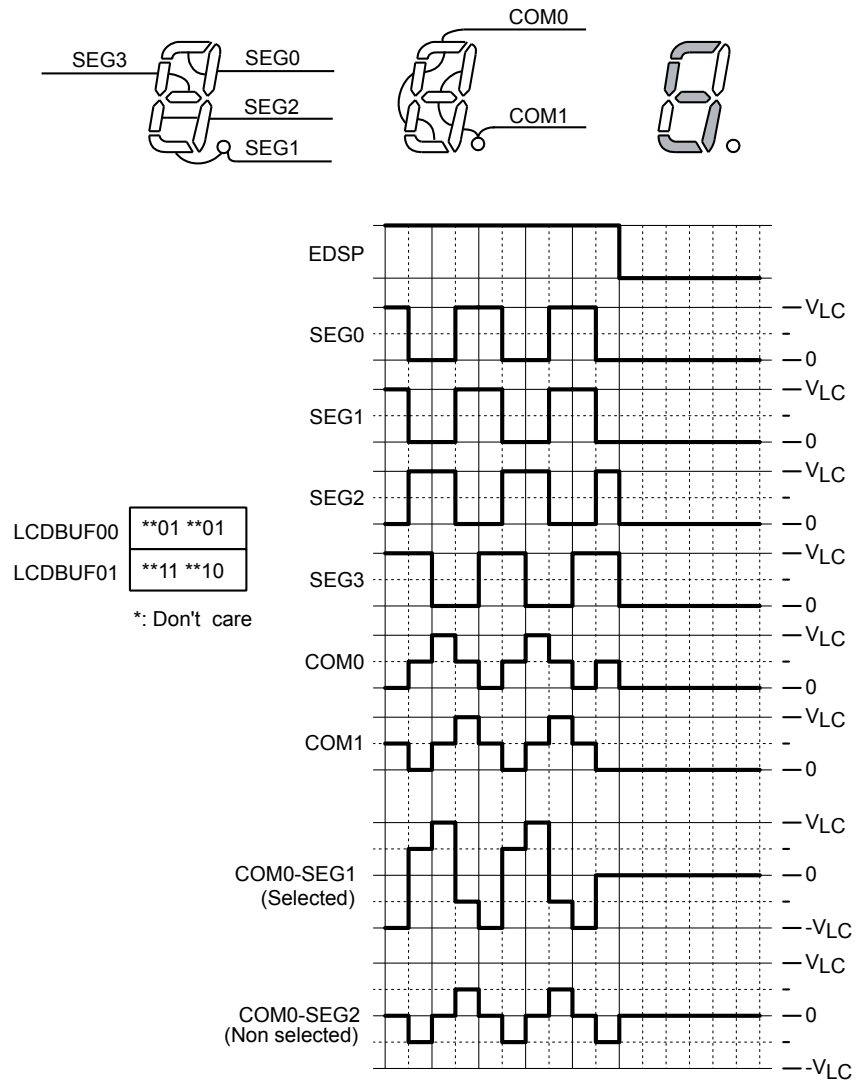 COM0
SEG3
SEG0
SEG2
COM1
SEG1
EDSP
VLC
SEG0
0
VLC
SEG1
0
VLC
SEG2
0
LCDBUF00 **01 **01
VLC
LCDBUF01 **11 **10
SEG3
0
*: Don't care
VLC
COM0
0
VLC
COM1
0
VLC
COM0-SEG1
0
(Selected)
-VLC
VLC
COM0-SEG2
0
(Non selected)
-VLC